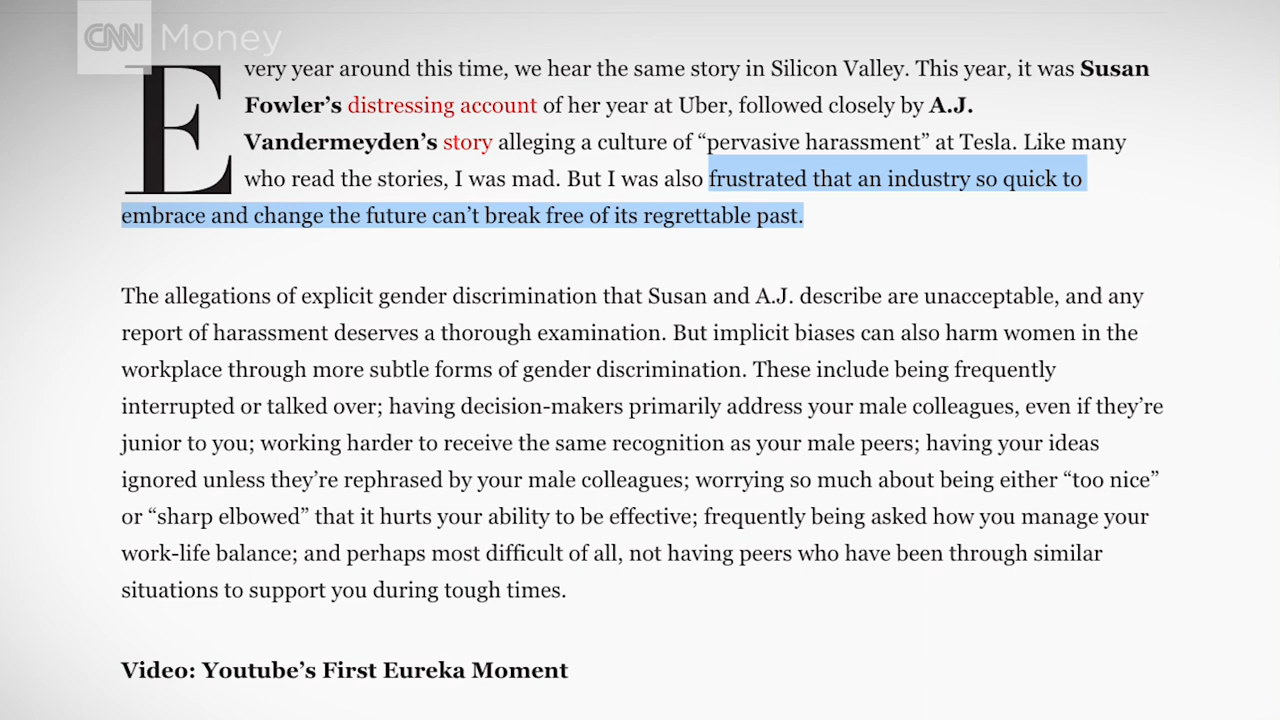 CNN Money
Every year around this time, we hear the same story in Silicon Valley. This year, it was Susan
Fowler’s distressing account of her year at Uber, followed closely by A.J.
Vandermeyden’s story alleging a culture of “pervasive harassment” at Tesla. Like many
who read the stories, I was mad. But I was also frustrated that an industry so quick to
embrace and change the future can’t break free of its regrettable past.
The allegations of explicit gender discrimination that Susan and A.J. describe are unacceptable, and any
report of harassment deserves a thorough examination. But implicit biases can also harm women in the
workplace through more subtle forms of gender discrimination. These include being frequently
interrupted or talked over; having decision-makers primarily address your male colleagues, even if they’re
junior to you; working harder to receive the same recognition as your male peers; having your ideas
ignored unless they’re rephrased by your male colleagues; worrying so much about being either “too nice”
or “sharp elbowed” that it hurts your ability to be effective; frequently being asked how you manage your
work-life balance; and perhaps most difficult of all, not having peers who have been through similar
situations to support you during tough times.
Video: Youtube’s First Eureka Moment